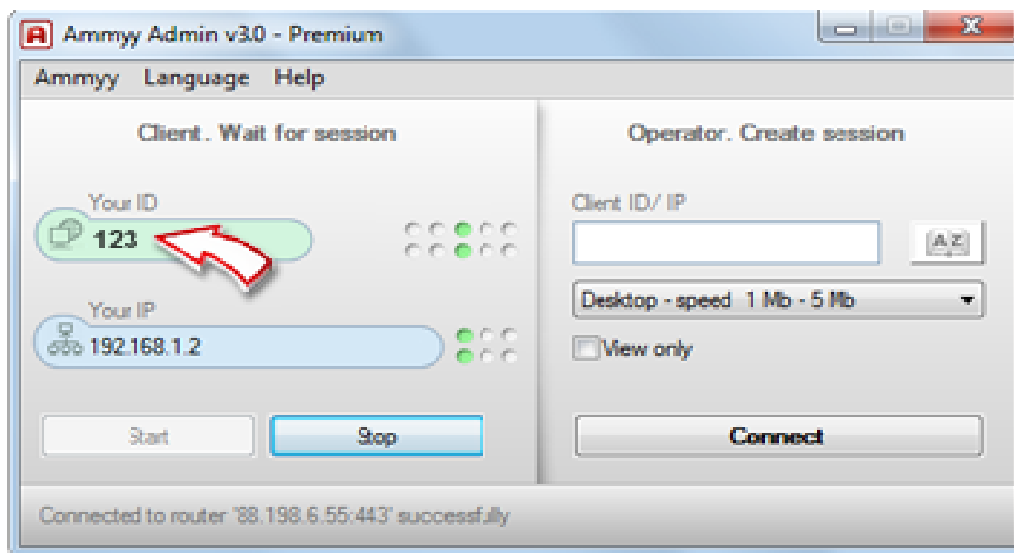 Ammyy Admin v3.0 - Premium
Ammyy Language Help
Client. Wait for session
Your ID
123
Your IP
192.168.1.2
Start Stop
Operator. Create session
Client ID/ IP
AZ
Desktop - speed 1 Mb - 5 Mb
View only
Connect
Connected to router '88.198.6.55:443' successfully